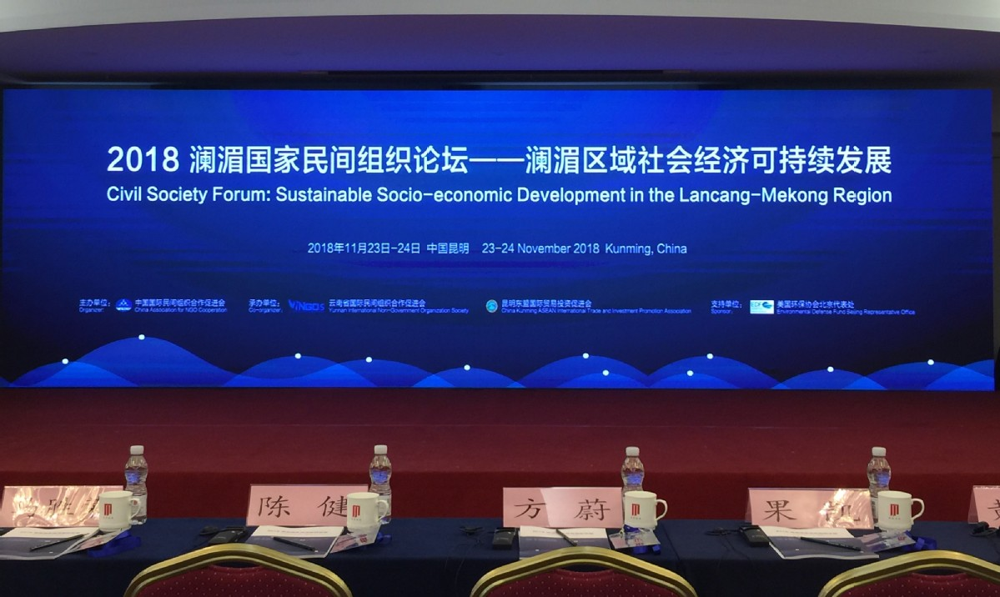 2018 澜湄国家民间组织论坛——澜湄区域社会经济可持续发展
Civil Society Forum: Sustainable Socio-economic Development in the Lancang-Mekong Region
2018年11月23日-24日 中国昆明 23-24 November 2018 Kunming, China
主办单位: 中国国际民间组织合作促进会 承办单位: YINGOS 云南省国际民间组织合作促进会 昆明东盟国际贸易投资促进会 支持单位: EDF 美国环保协会北京代表处
Organizer: China Association for NGO Cooperation Co-organizer: Yunnan International Non-Government Organization Society China Kunming ASEAN International Trade and Investment Promotion Association Sponsor: Environmental Defense Fund Beijing Representative Office
陈 健 方 蔚 果 凯